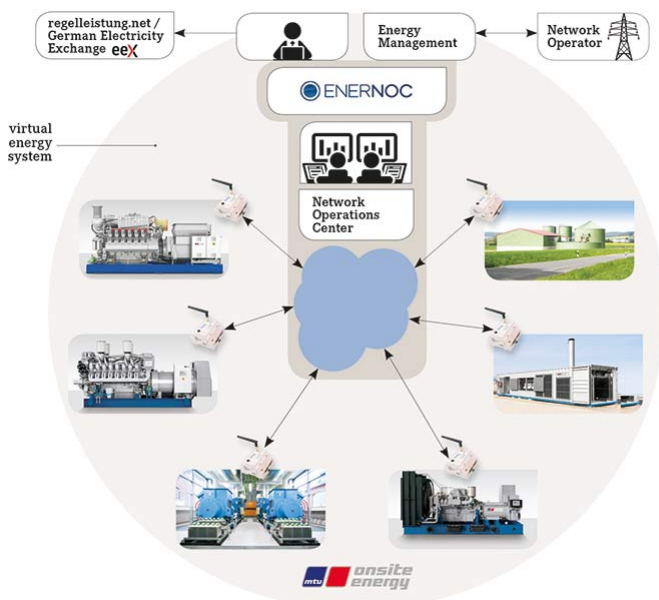 regelleistung.net /
German Electricity
Exchange eex
Energy
Management
Network
Operator
ENERNOC
virtual
energy
system
Network
Operations
Center
mtu onsite
energy